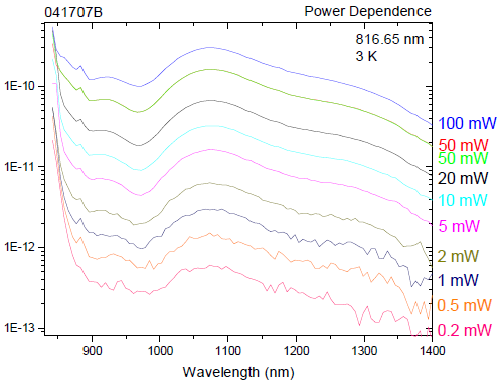 041707B
Power Dependence
816.65 nm
3 K
1E-10
1E-11
1E-12
1E-13
100 mW
50 mW
50 mW
20 mW
10 mW
5 mW
2 mW
1 mW
0.5 mW
0.2 mW
900 1000 1100 1200 1300 1400
Wavelength (nm)